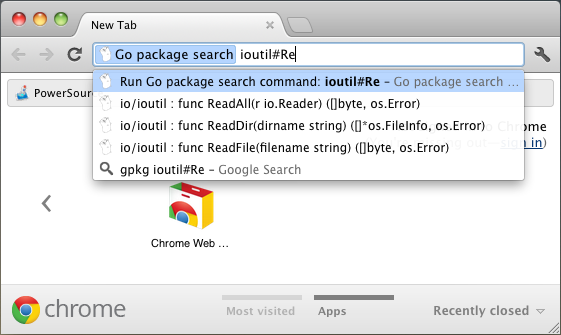 New Tab
Go package search ioutil#Re
Run Go package search command: ioutil#Re – Go package search ...
PowerSour
io/ioutil : func ReadAll(r io.Reader) ([]byte, os.Error)
io/ioutil : func ReadDir(dirname string) ([]*os.FileInfo, os.Error)
o Chrome
io/ioutil : func ReadFile(filename string) ([]byte, os.Error)
out—sign in)
gpkg ioutil#Re – Google Search
Chrome Web ...
chrome
Most visited
Apps
Recently closed